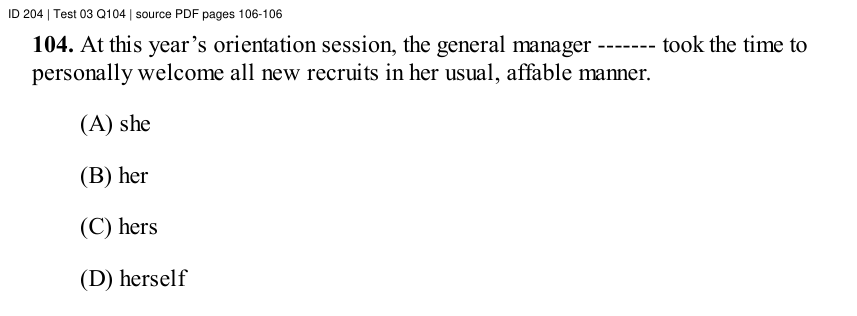 ID 204 | Test 03 Q104 | source PDF pages 106-106
104. At this year’s orientation session, the general manager ------- took the time to
personally welcome all new recruits in her usual, affable manner.
(A) she
(B) her
(C) hers
(D) herself